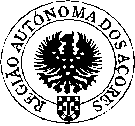 REGIÃO AUTÓNOMA DOS AÇORES